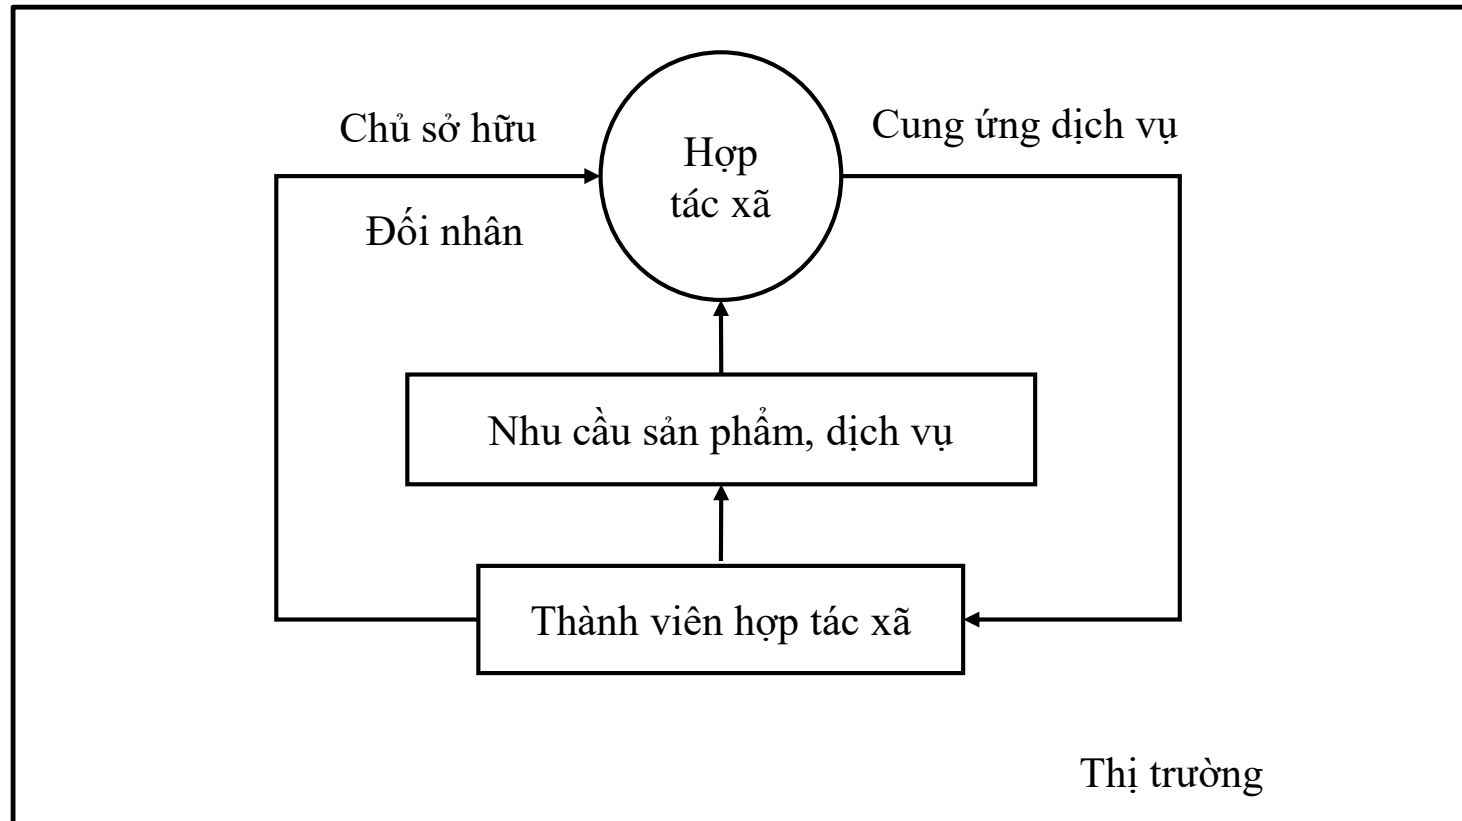 Chủ sở hữu
Đối nhân
Hợp
tác xã
Cung ứng dịch vụ
Nhu cầu sản phẩm, dịch vụ
Thành viên hợp tác xã
Thị trường